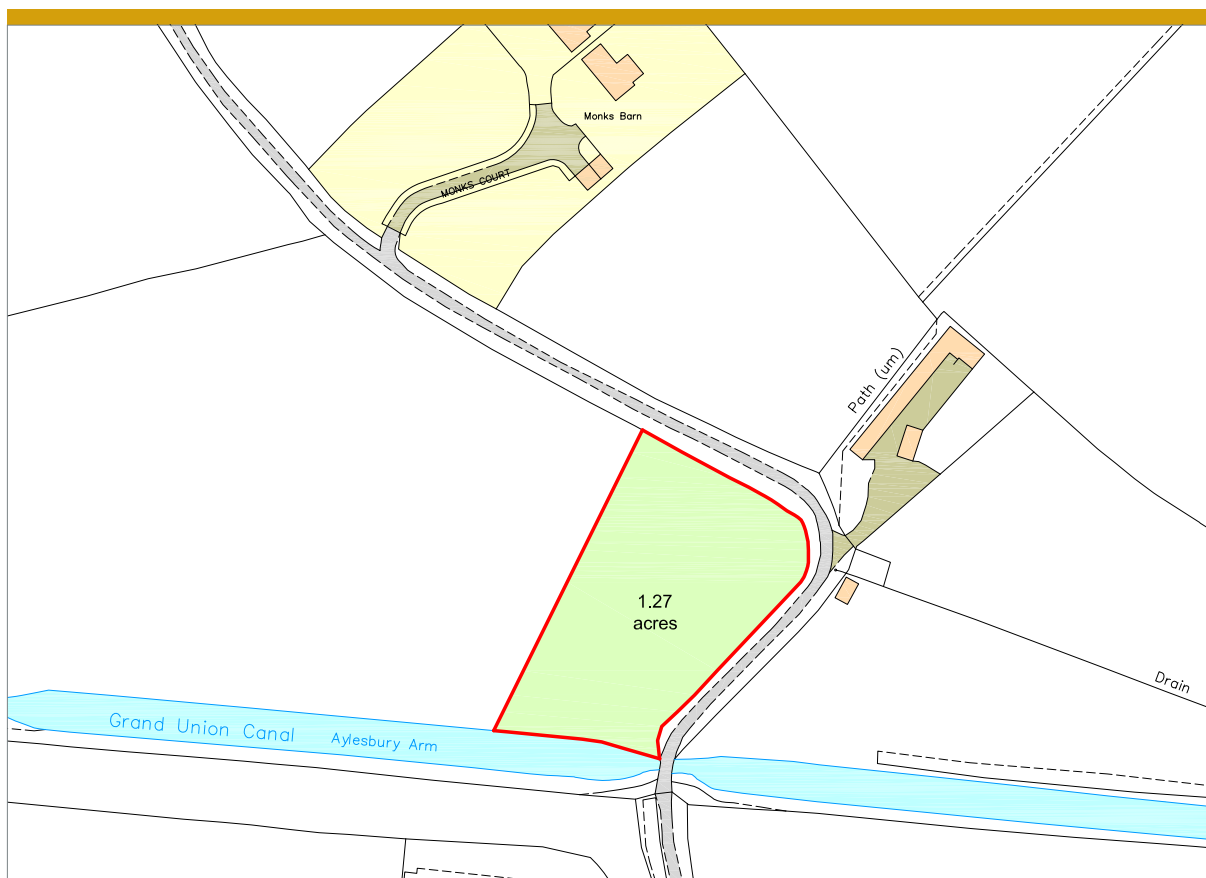 Monks Barn
MONKS COURT
Path (um)
1.27
acres
Drain
Grand Union Canal
Aylesbury Arm